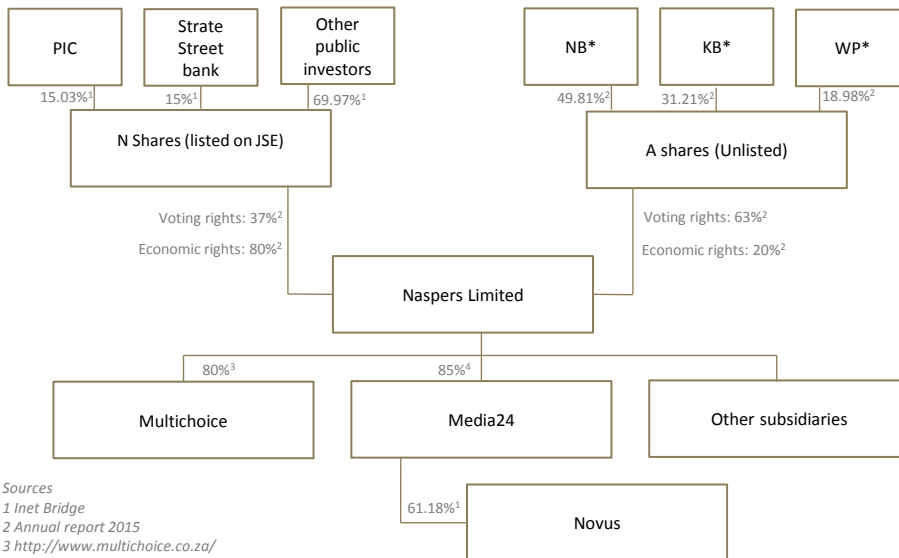 PIC
Strate
Street
bank
Other
public
investors
NB*
KB*
WP*
15.03%¹
15%¹
69.97%¹
49.81%²
31.21%²
18.98%²
N Shares (listed on JSE)
A shares (Unlisted)
Voting rights: 37%²
Economic rights: 80%²
Voting rights: 63%²
Economic rights: 20%²
Naspers Limited
80%³
85%⁴
Multichoice
Media24
Other subsidiaries
61.18%¹
Novus
Sources
1 Inet Bridge
2 Annual report 2015
3 http://www.multichoice.co.za/